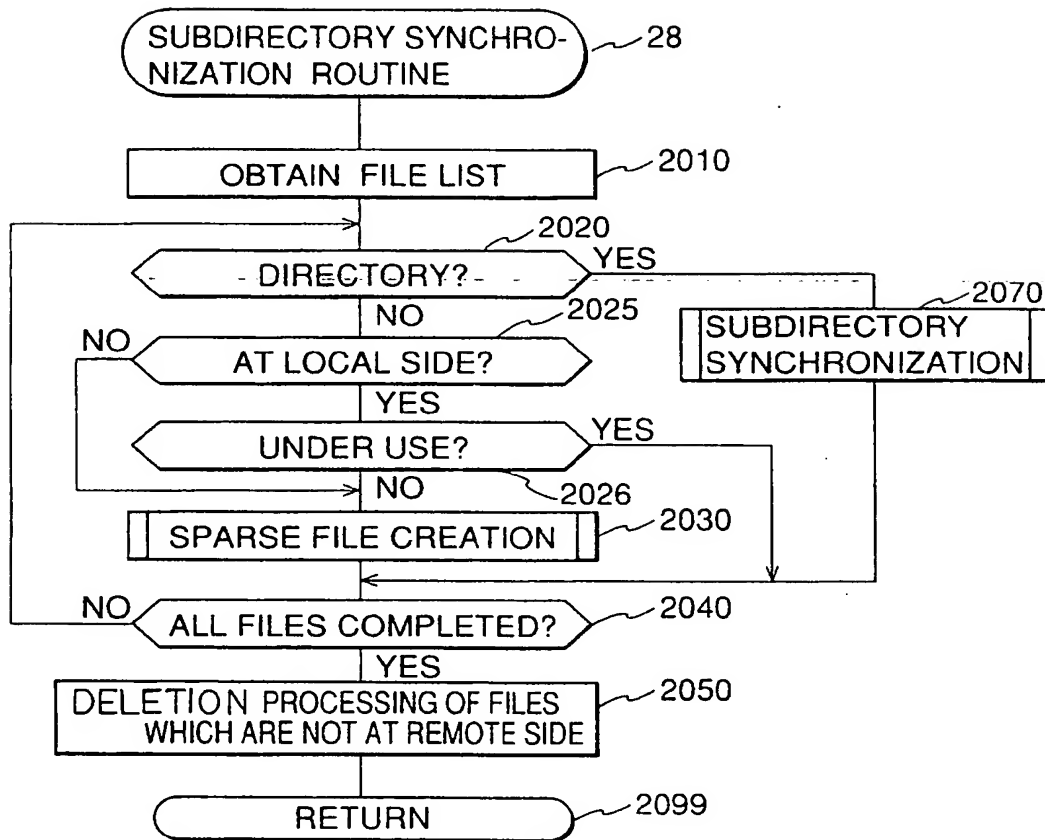 SUBDIRECTORY SYNCHRO-
NIZATION ROUTINE
28
OBTAIN FILE LIST
2010
2020
DIRECTORY?
YES
NO
2025
2070
SUBDIRECTORY
SYNCHRONIZATION
NO
AT LOCAL SIDE?
YES
UNDER USE?
YES
NO
2026
SPARSE FILE CREATION
2030
NO
ALL FILES COMPLETED?
2040
YES
DELETION PROCESSING OF FILES
WHICH ARE NOT AT REMOTE SIDE
2050
RETURN
2099